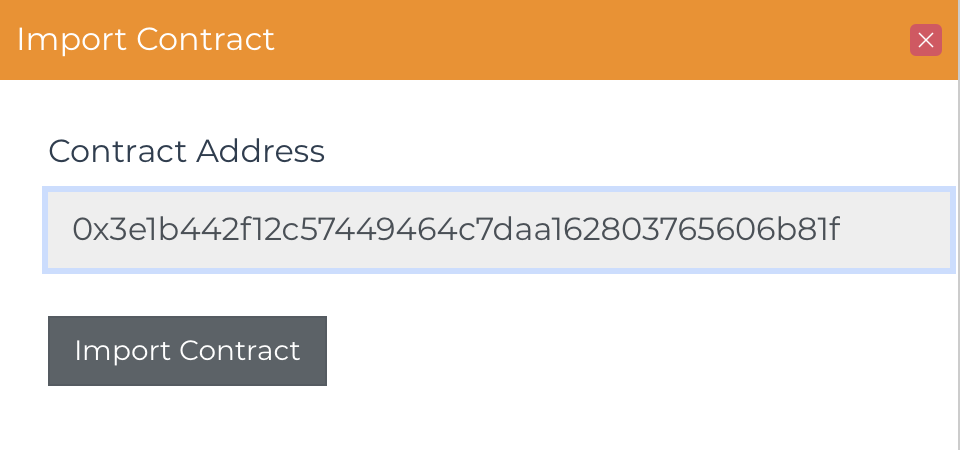 Import Contract
Contract Address
0x3e1b442f12c57449464c7daa162803765606b81f
Import Contract